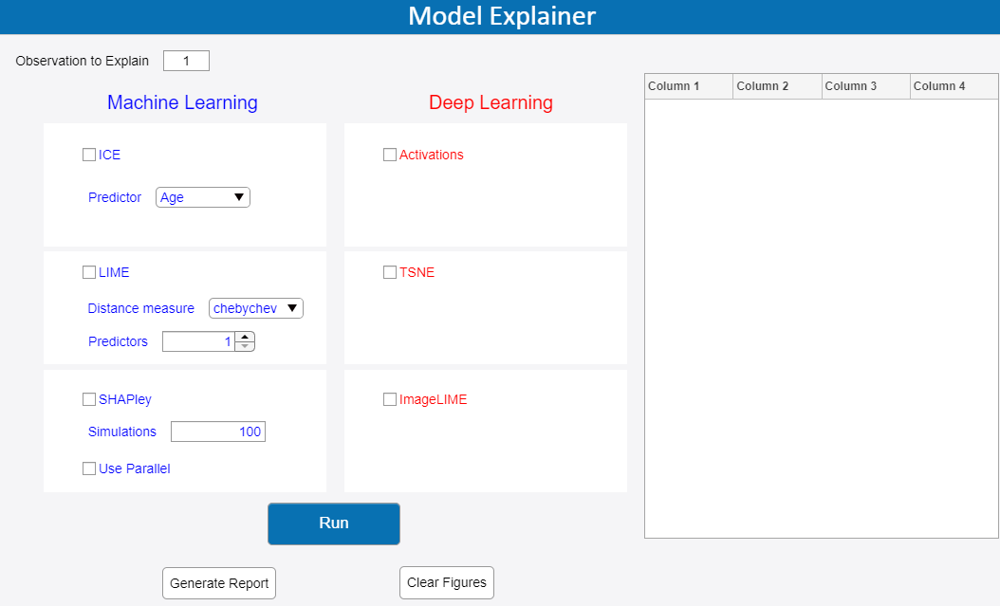 Model Explainer
Observation to Explain 1
Machine Learning
ICE
Predictor Age
LIME
Distance measure chebychev
Predictors 1
SHAPley
Simulations 100
Use Parallel
Deep Learning
Activations
TSNE
ImageLIME
Column 1 Column 2 Column 3 Column 4
Run
Generate Report Clear Figures